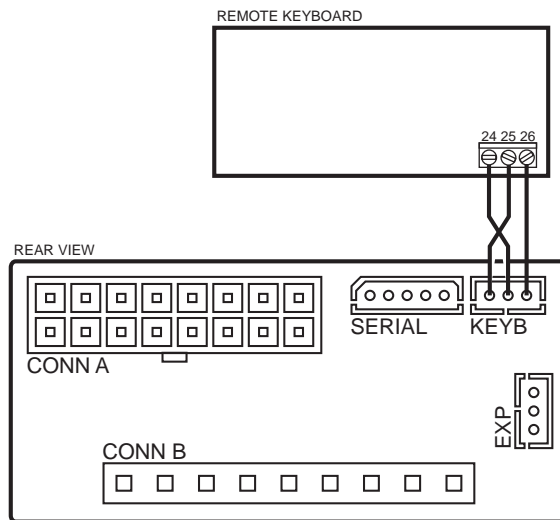 REMOTE KEYBOARD
24 25 26
REAR VIEW
SERIAL
KEYB
CONN A
EXP
CONN B